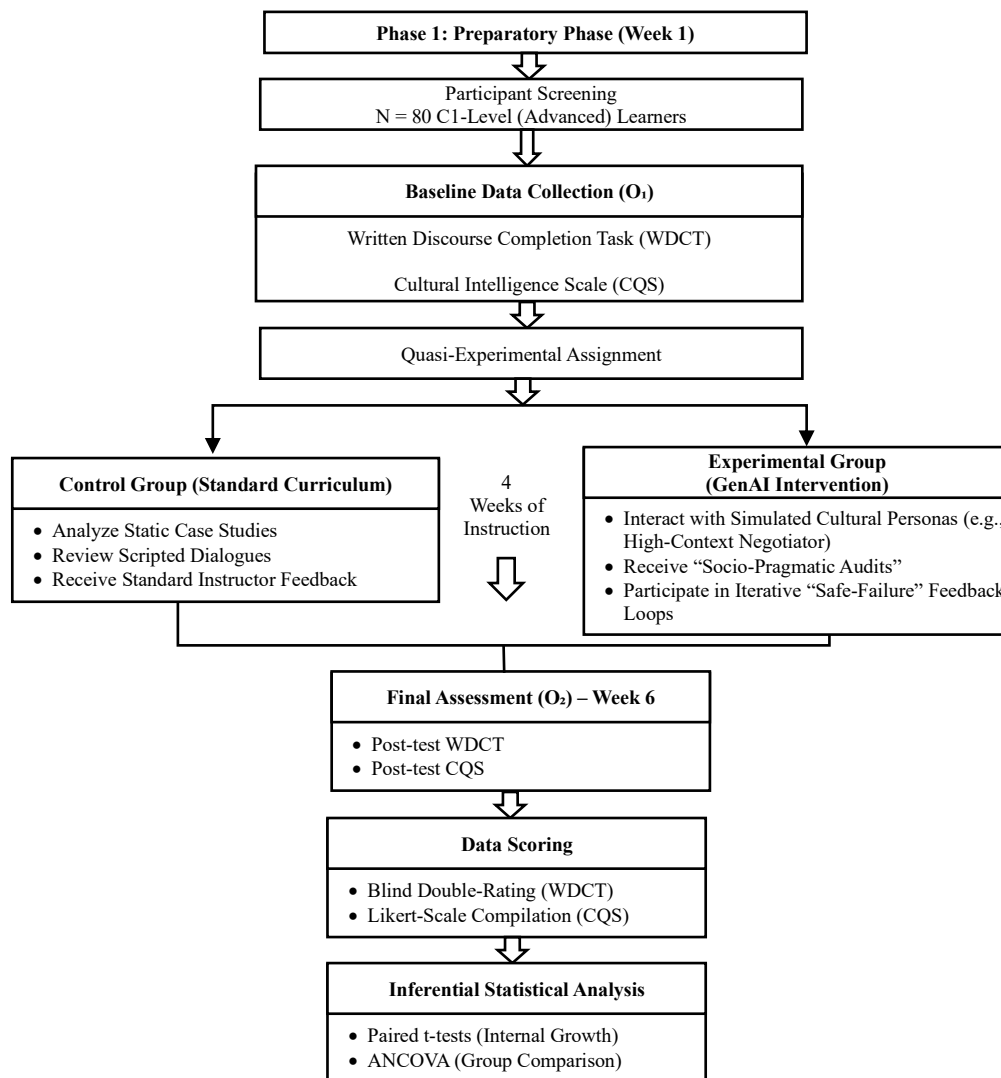 Phase 1: Preparatory Phase (Week 1)
Participant Screening
N = 80 C1-Level (Advanced) Learners
Baseline Data Collection (O₁)
Written Discourse Completion Task (WDCT)
Cultural Intelligence Scale (CQS)
Quasi-Experimental Assignment
Control Group (Standard Curriculum)
• Analyze Static Case Studies
• Review Scripted Dialogues
• Receive Standard Instructor Feedback
4
Weeks of
Instruction
Experimental Group
(GenAI Intervention)
• Interact with Simulated Cultural Personas (e.g.,
High-Context Negotiator)
• Receive “Socio-Pragmatic Audits”
• Participate in Iterative “Safe-Failure” Feedback
Loops
Final Assessment (O₂) – Week 6
• Post-test WDCT
• Post-test CQS
Data Scoring
• Blind Double-Rating (WDCT)
• Likert-Scale Compilation (CQS)
Inferential Statistical Analysis
• Paired t-tests (Internal Growth)
• ANCOVA (Group Comparison)